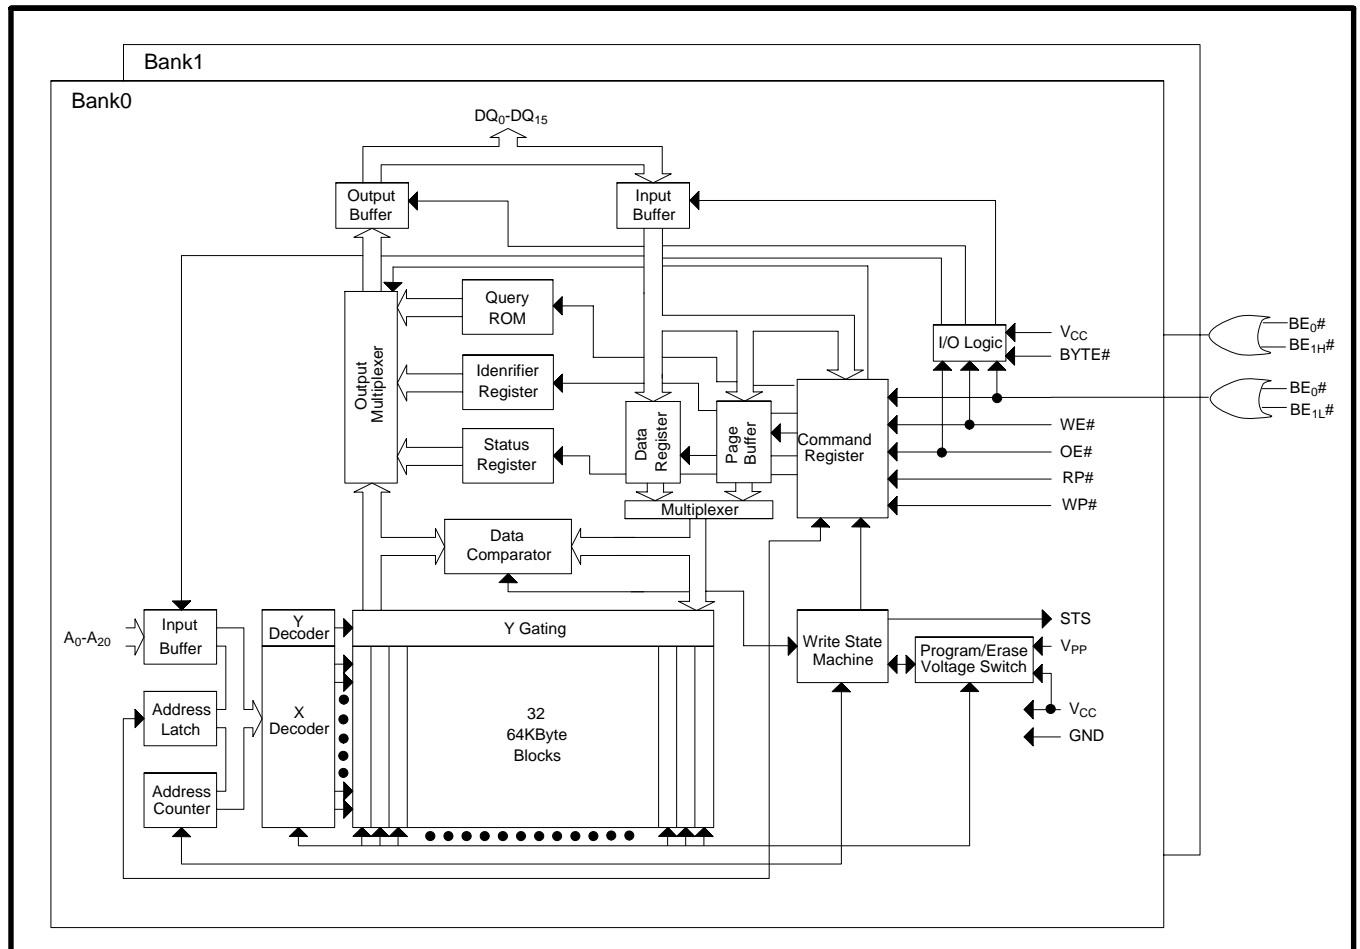 Bank1
Bank0
DQ0-DQ15
Output
Buffer
Input
Buffer
Query
ROM
VCC
I/O Logic
BYTE#
BE0#
BE1H#
Output
Multiplexer
Idenrifier
Register
BE0#
BE1L#
Data
Register
Page
Buffer
Status
Register
Command
Register
WE#
OE#
RP#
WP#
Multiplexer
Data
Comparator
A0-A20
Input
Buffer
Y
Decoder
Y Gating
STS
Write State
Machine
Program/Erase
Voltage Switch
VPP
Address
Latch
X
Decoder
32
64KByte
Blocks
VCC
GND
Address
Counter